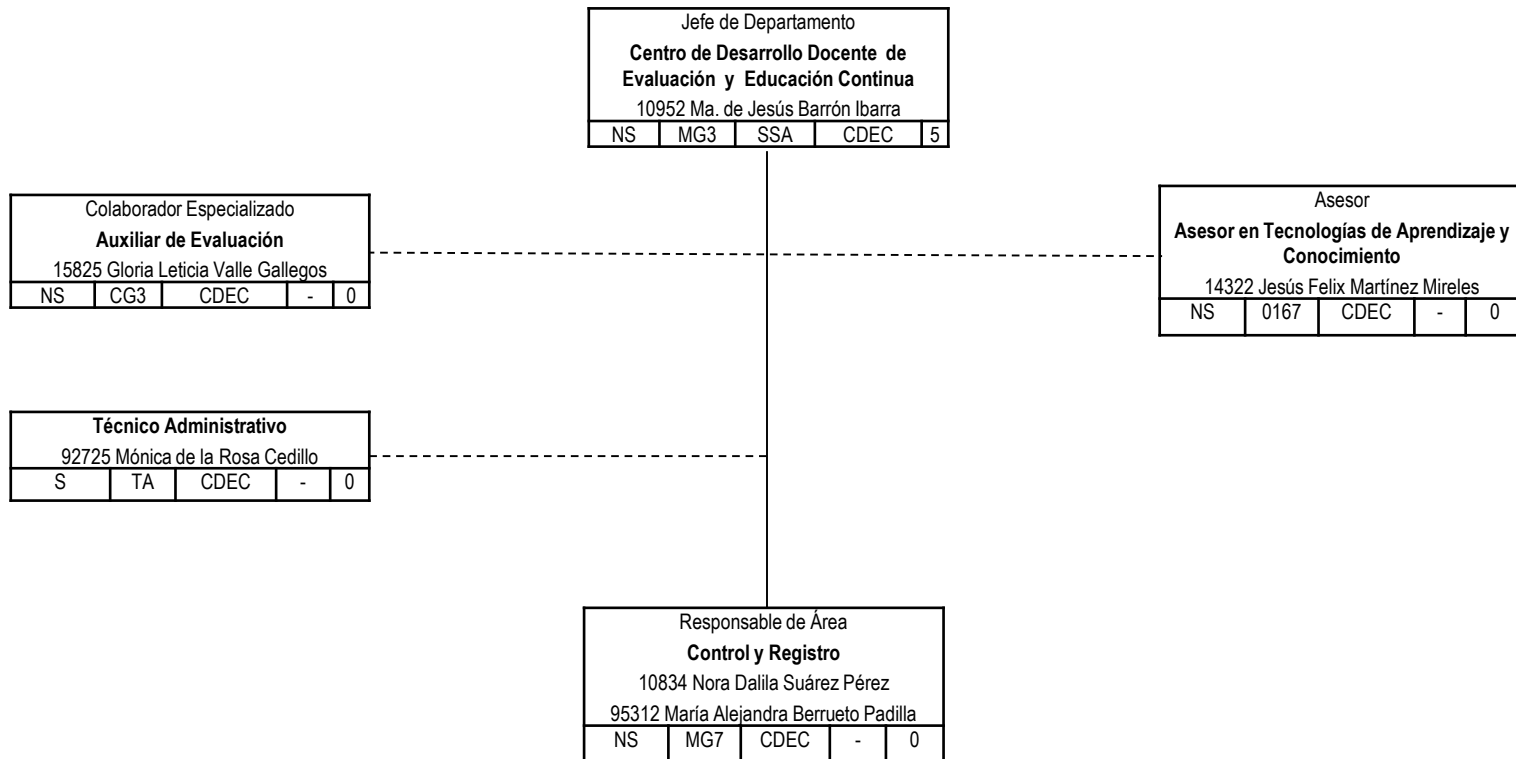 Jefe de Departamento
Centro de Desarrollo Docente de
Evaluación y Educación Continua
10952 Ma. de Jesús Barrón Ibarra
NS MG3 SSA CDEC 5
Colaborador Especializado
Auxiliar de Evaluación
15825 Gloria Leticia Valle Gallegos
NS CG3 CDEC - 0
Asesor
Asesor en Tecnologías de Aprendizaje y
Conocimiento
14322 Jesús Felix Martínez Mireles
NS 0167 CDEC - 0
Técnico Administrativo
92725 Mónica de la Rosa Cedillo
S TA CDEC - 0
Responsable de Área
Control y Registro
10834 Nora Dalila Suárez Pérez
95312 María Alejandra Berrueto Padilla
NS MG7 CDEC - 0